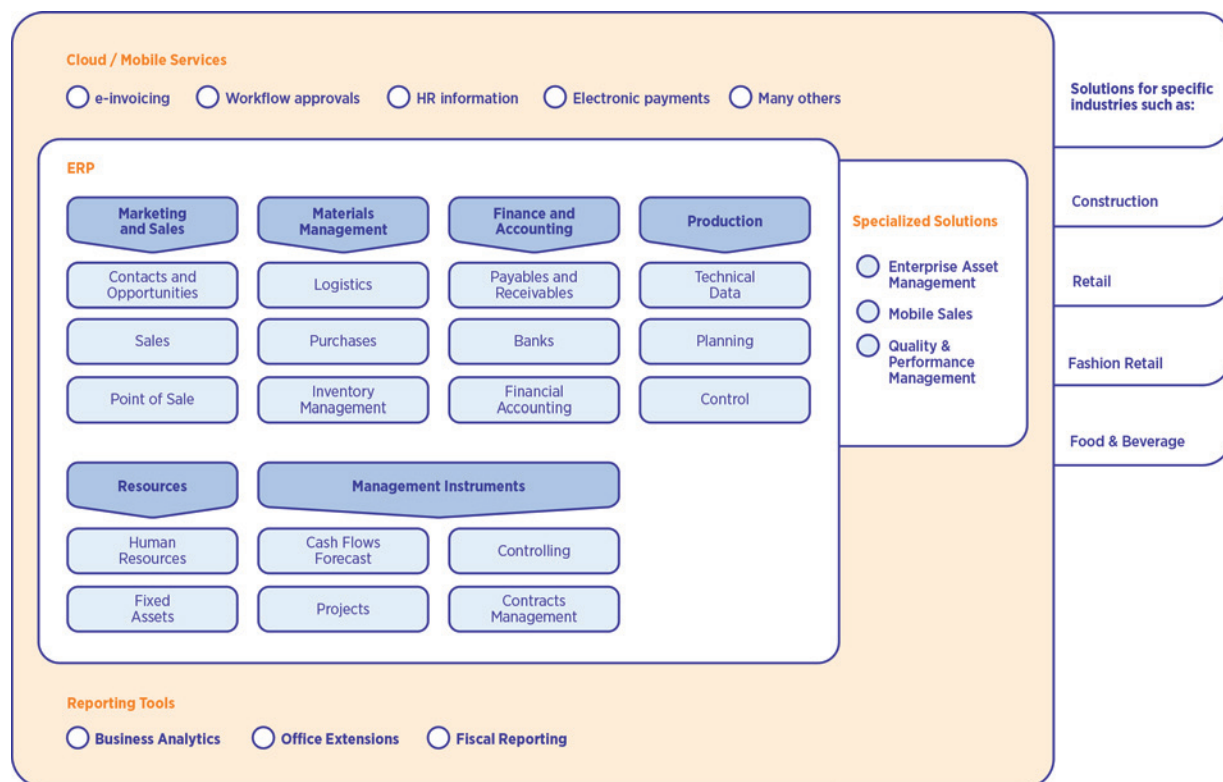 Cloud / Mobile Services
e-invoicing
Workflow approvals
HR information
Electronic payments
Many others
ERP
Marketing
and Sales
Contacts and
Opportunities
Sales
Point of Sale
Materials
Management
Logistics
Purchases
Inventory
Management
Finance and
Accounting
Payables and
Receivables
Banks
Financial
Accounting
Production
Technical
Data
Planning
Control
Resources
Human
Resources
Fixed
Assets
Management Instruments
Cash Flows
Forecast
Controlling
Projects
Contracts
Management
Specialized Solutions
Enterprise Asset
Management
Mobile Sales
Quality &
Performance
Management
Reporting Tools
Business Analytics
Office Extensions
Fiscal Reporting
Solutions for specific
industries such as:
Construction
Retail
Fashion Retail
Food & Beverage